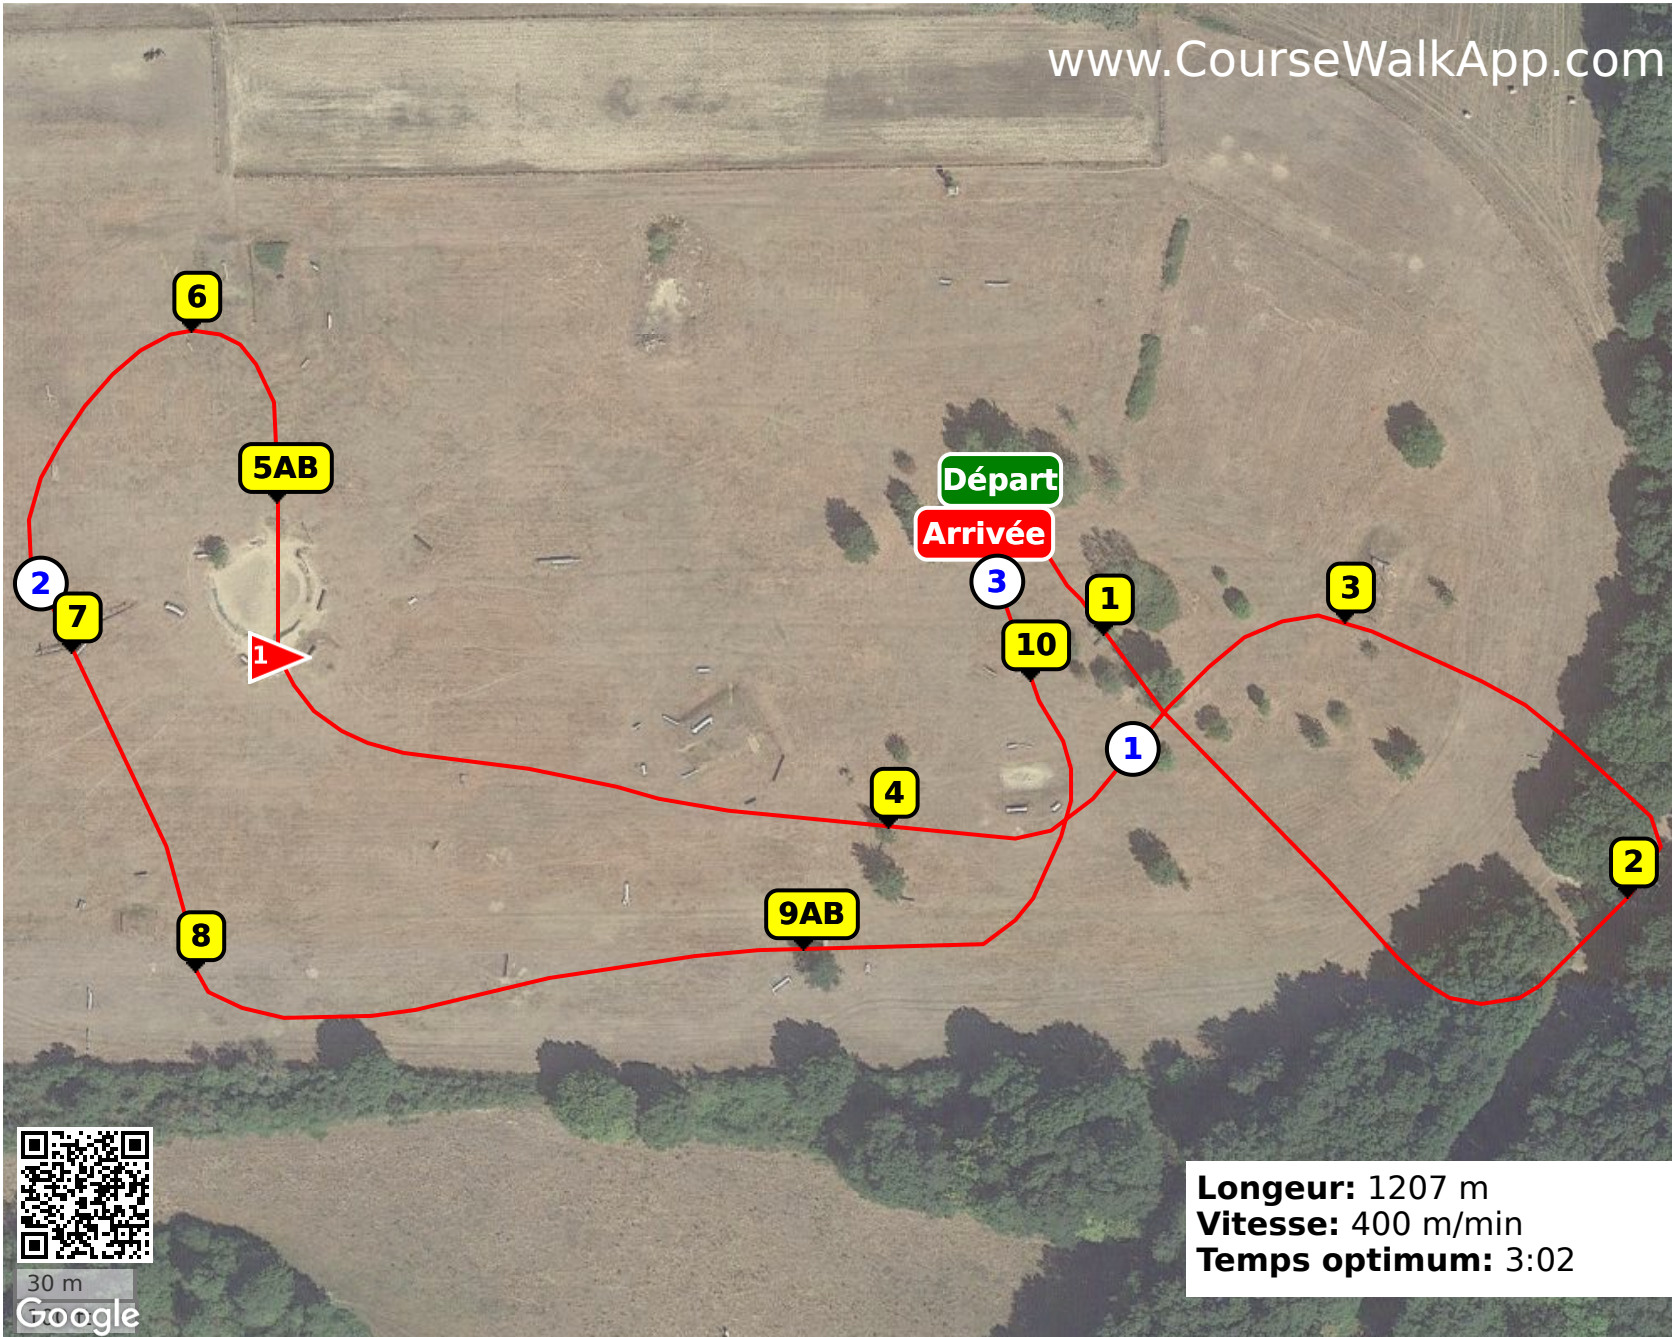 www.CourseWalkApp.com
6
5AB
Départ
Arrivée
3
1
3
2
7
1
10
1
4
2
8
9AB
Longeur: 1207 m
Vitesse: 400 m/min
Temps optimum: 3:02
30 m
Google